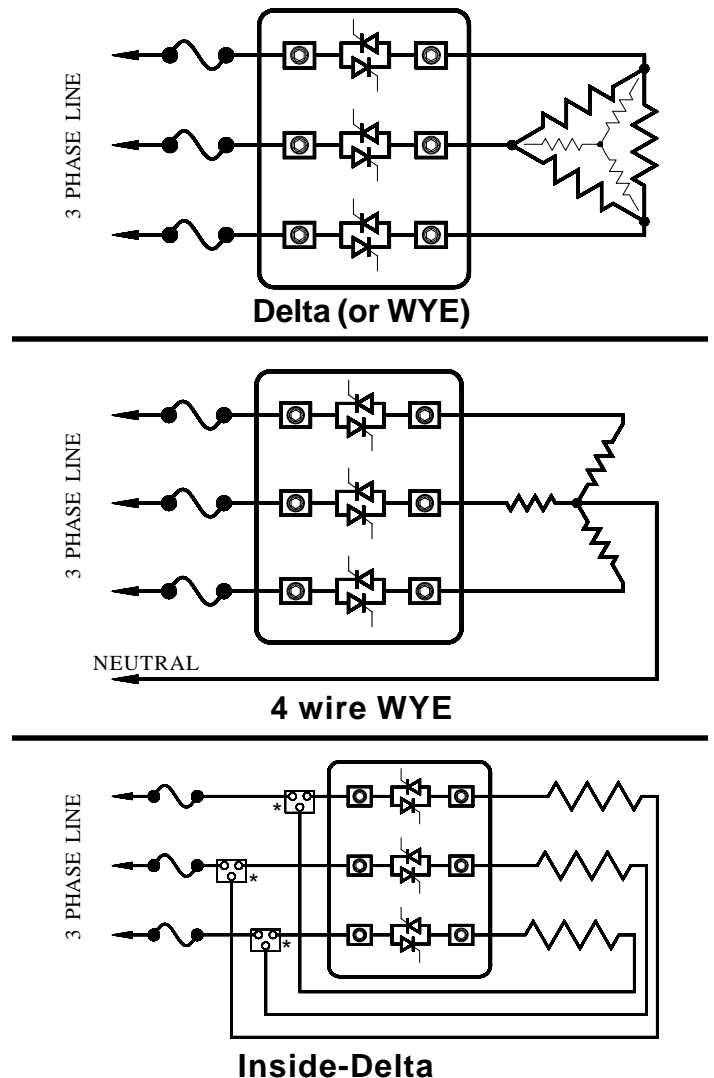 3 PHASE LINE
Delta (or WYE)
3 PHASE LINE
NEUTRAL
4 wire WYE
3 PHASE LINE
*
*
*
Inside-Delta